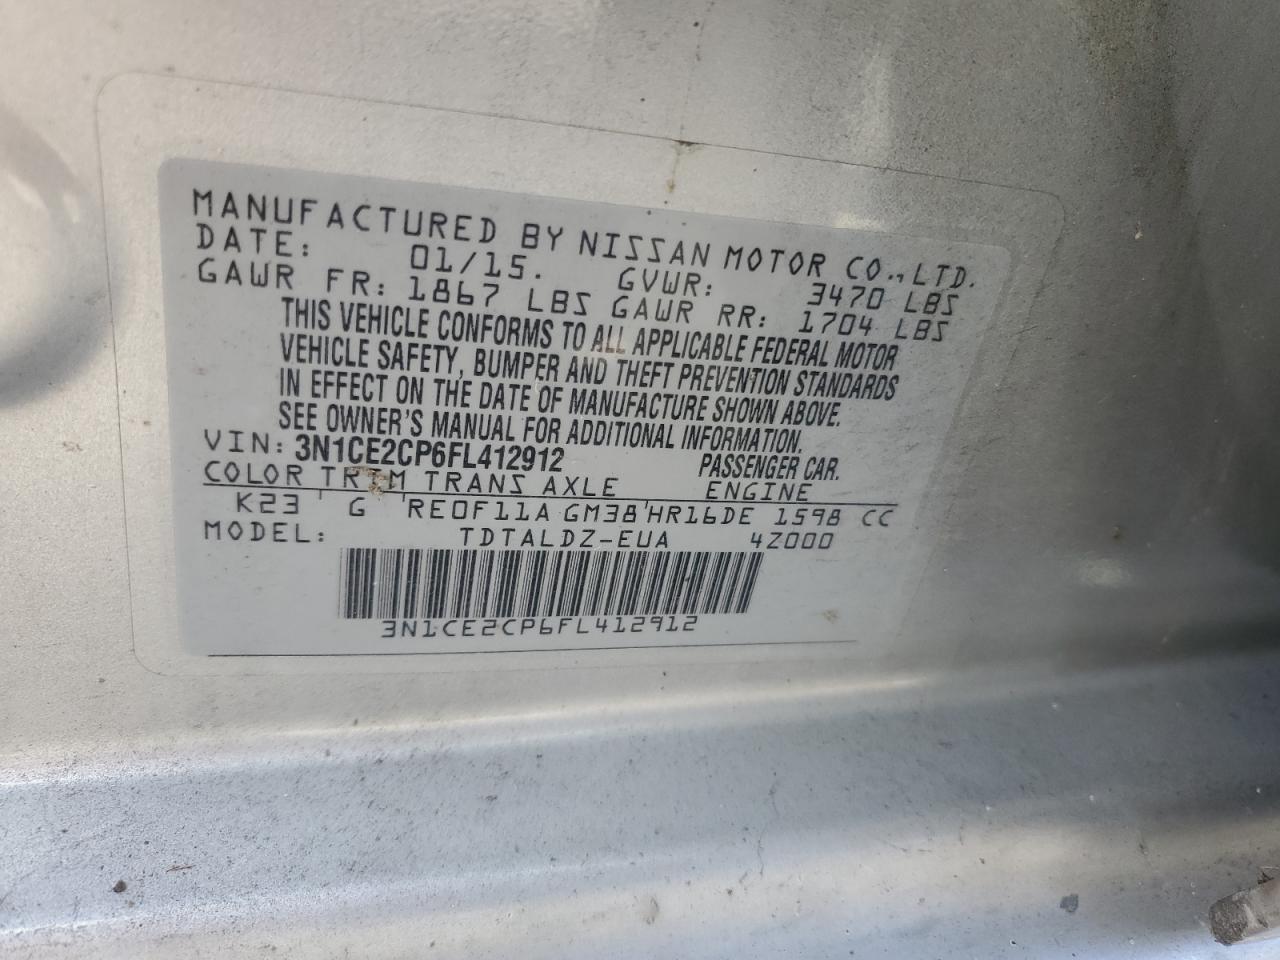 MANUFACTURED BY NISSAN MOTOR CO., LTD.
DATE: 01/15. GVWR: 3470 LBS
GAWR FR: 1867 LBS GAWR RR: 1704 LBS
THIS VEHICLE CONFORMS TO ALL APPLICABLE FEDERAL MOTOR
VEHICLE SAFETY, BUMPER AND THEFT PREVENTION STANDARDS
IN EFFECT ON THE DATE OF MANUFACTURE SHOWN ABOVE.
SEE OWNER'S MANUAL FOR ADDITIONAL INFORMATION.
VIN: 3N1CE2CP6FL412912 PASSENGER CAR.
COLOR TRIM TRANS AXLE ENGINE
K23 ' G 'RE0F11A GM38'HR16DE 1598 CC
MODEL: TDTALDZ-EUA 4Z000
3N1CE2CP6FL412912